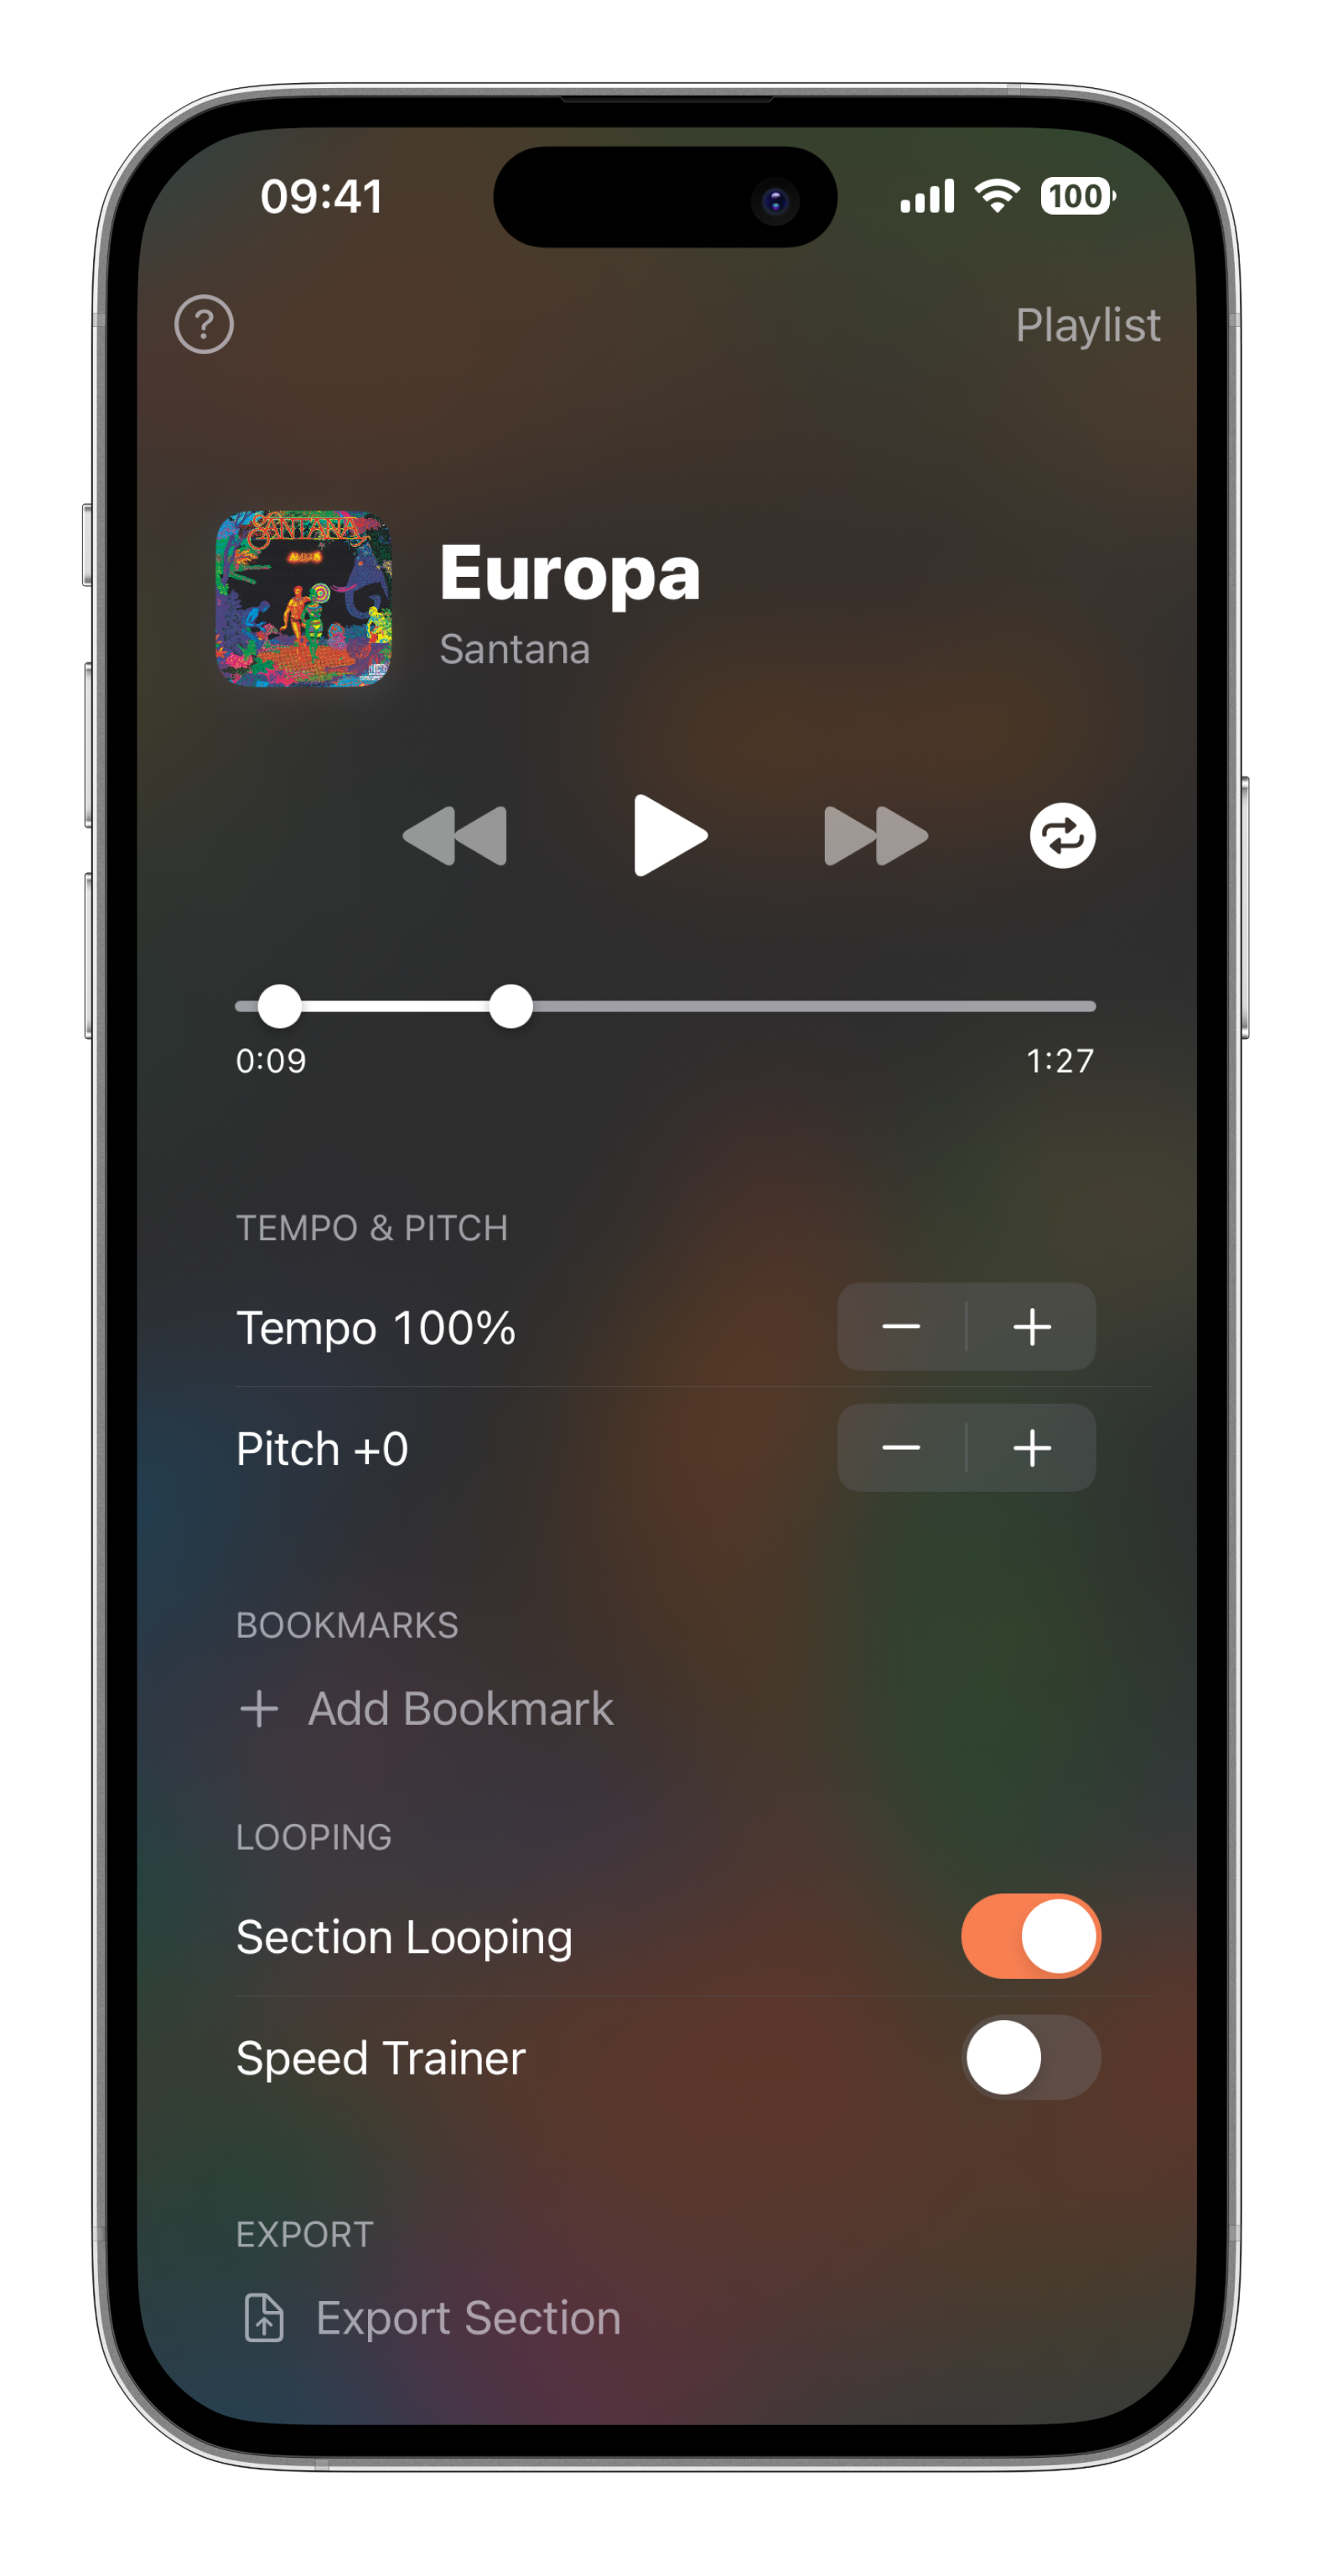 09:41
100
?
Playlist
SANTANA
AMIGOS
Europa
Santana
0:09
1:27
TEMPO & PITCH
Tempo 100%
Pitch +0
BOOKMARKS
+ Add Bookmark
LOOPING
Section Looping
Speed Trainer
EXPORT
Export Section